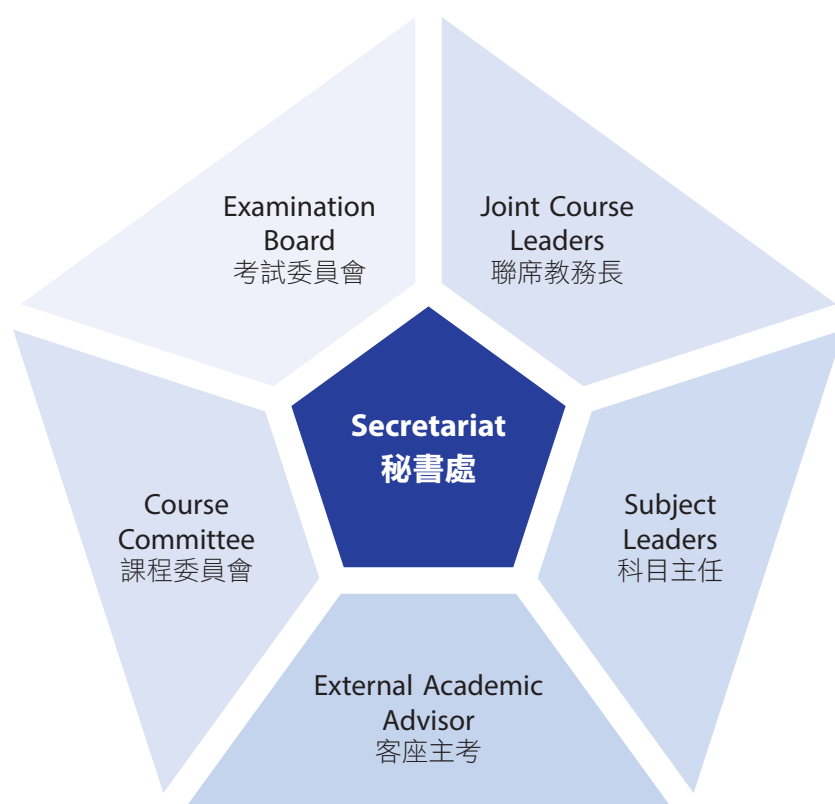 Examination
Board
考試委員會
Joint Course
Leaders
聯席教務長
Secretariat
秘書處
Course
Committee
課程委員會
Subject
Leaders
科目主任
External Academic
Advisor
客座主考